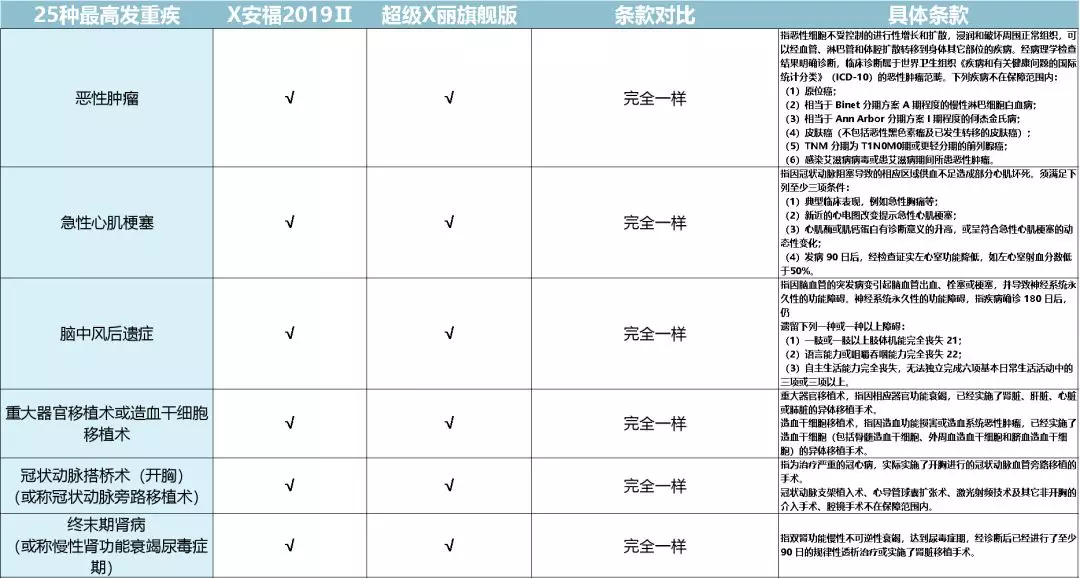 25种最高发重疾
X安福2019Ⅱ
超级X丽旗舰版
条款对比
具体条款
恶性肿瘤
√
√
完全一样
指恶性细胞不受控制的进行性增长和扩散，浸润和破坏周围正常组织，可
以经血管、淋巴管和体腔扩散转移到身体其它部位的疾病。经病理学检查
结果明确诊断，临床诊断属于世界卫生组织《疾病和有关健康问题的国际
统计分类》（ICD-10）的恶性肿瘤范畴。下列疾病不在保障范围内：
（1）原位癌；
（2）相当于 Binet 分期方案 A 期程度的慢性淋巴细胞白血病；
（3）相当于 Ann Arbor 分期方案 I 期程度的何杰金氏病；
（4）皮肤癌（不包括恶性黑色素瘤及已发生转移的皮肤癌）；
（5）TNM 分期为 T1N0M0期或更轻分期的前列腺癌；
（6）感染艾滋病病毒或患艾滋病期间所患恶性肿瘤。
急性心肌梗塞
√
√
完全一样
指因冠状动脉阻塞导致的相应区域供血不足造成部分心肌坏死。须满足下
列至少三项条件：
（1）典型临床表现，例如急性胸痛等；
（2）新近的心电图改变提示急性心肌梗塞；
（3）心肌酶或肌钙蛋白有诊断意义的升高，或呈符合急性心肌梗塞的动
态性变化；
（4）发病 90 日后，经检查证实左心室功能降低，如左心室射血分数低
于50%。
脑中风后遗症
√
√
完全一样
指因脑血管的突发病变引起脑血管出血、栓塞或梗塞，并导致神经系统永
久性的功能障碍。神经系统永久性的功能障碍，指疾病确诊 180 日后，
仍
遗留下列一种或一种以上障碍：
（1）一肢或一肢以上肢体机能完全丧失 21；
（2）语言能力或咀嚼吞咽能力完全丧失 22；
（3）自主生活能力完全丧失，无法独立完成六项基本日常生活活动中的
三项或三项以上。
重大器官移植术或造血干细胞
移植术
√
√
完全一样
重大器官移植术，指因相应器官功能衰竭，已经实施了肾脏、肝脏、心脏
或肺脏的异体移植手术。
造血干细胞移植术，指因造血功能损害或造血系统恶性肿瘤，已经实施了
造血干细胞（包括骨髓造血干细胞、外周血造血干细胞和脐血造血干细
胞）的异体移植手术。
冠状动脉搭桥术（开胸）
（或称冠状动脉旁路移植术）
√
√
完全一样
指为治疗严重的冠心病，实际实施了开胸进行的冠状动脉血管旁路移植的
手术。
冠状动脉支架植入术、心导管球囊扩张术、激光射频技术及其它非开胸的
介入手术、腔镜手术不在保障范围内。
终末期肾病
（或称慢性肾功能衰竭尿毒症
期）
√
√
完全一样
指双肾功能慢性不可逆性衰竭，达到尿毒症期，经诊断后已经进行了至少
90 日的规律性透析治疗或实施了肾脏移植手术。